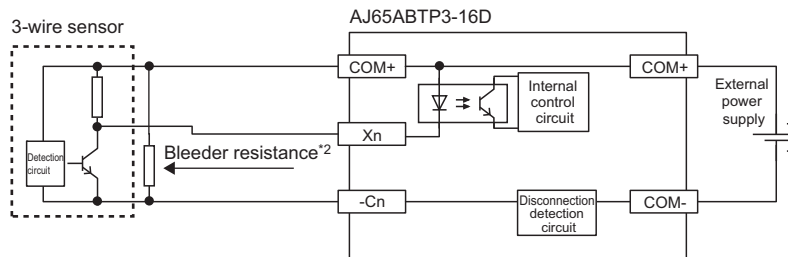 AJ65ABTP3-16D
3-wire sensor
COM+
COM+
Internal
control
circuit
External
power
supply
Xn
Detection
circuit
Bleeder resistance*2
-Cn
Disconnection
detection
circuit
COM-